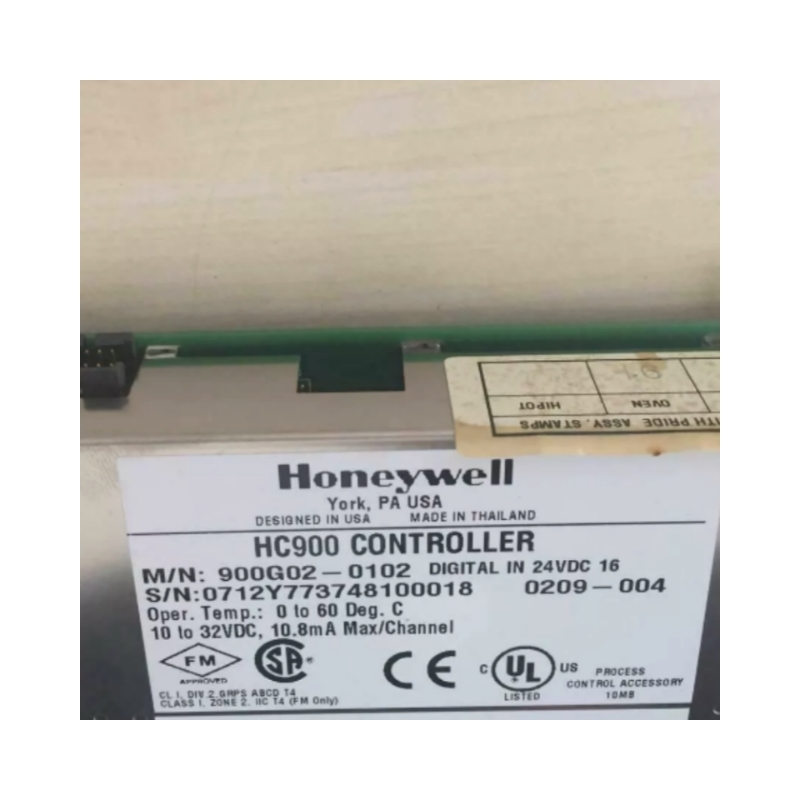 HIPOT OVEN
ITH PRIDE ASSY. STAMPS
Honeywell
York, PA USA
DESIGNED IN USA MADE IN THAILAND
HC900 CONTROLLER
M/N: 900G02-0102 DIGITAL IN 24VDC 16
S/N:0712Y773748100018 0209-004
Oper. Temp.: 0 to 60 Deg. C
10 to 32VDC, 10.8mA Max/Channel
FM
APPROVED
SA ®
CE
C UL US
LISTED
PROCESS
CONTROL ACCESSORY
10MB
CL I, DIV 2, GRPS ABCD T4
CLASS I, ZONE 2, IIC T4 (FM Only)